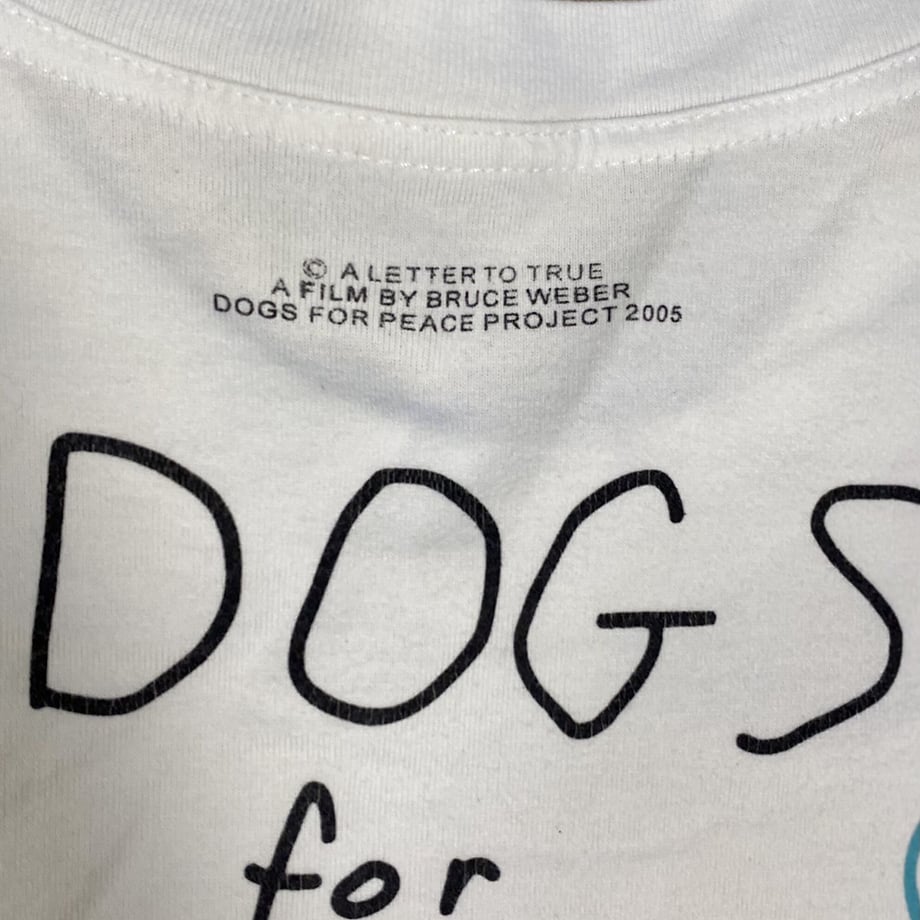 © A LETTER TO TRUE
A FILM BY BRUCE WEBER
DOGS FOR PEACE PROJECT 2005
DOGS
for